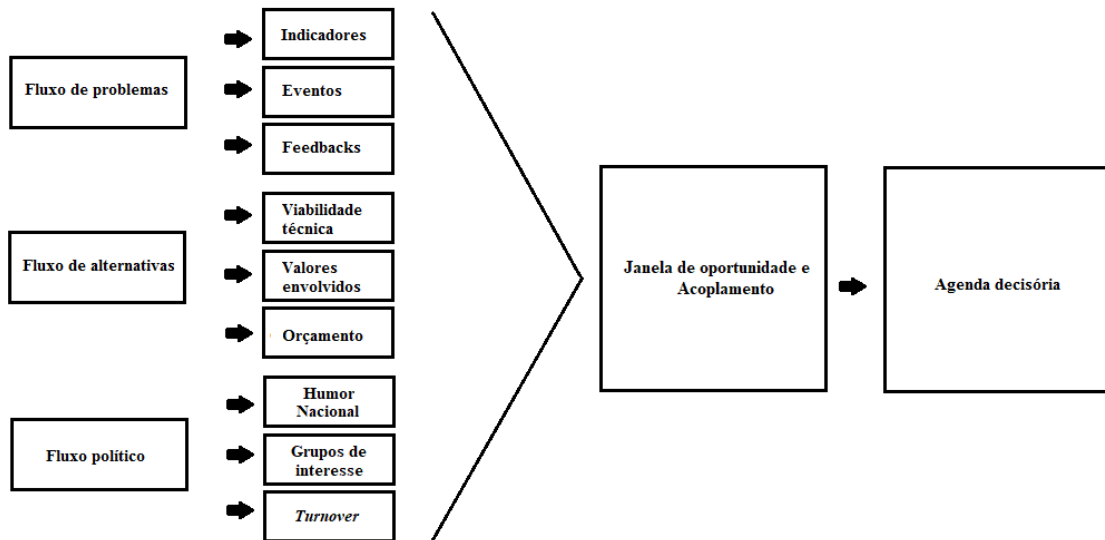 Fluxo de problemas
Indicadores
Eventos
Feedbacks
Fluxo de alternativas
Viabilidade
técnica
Valores
envolvidos
Orçamento
Fluxo político
Humor
Nacional
Grupos de
interesse
Turnover
Janela de oportunidade e
Acoplamento
Agenda decisória